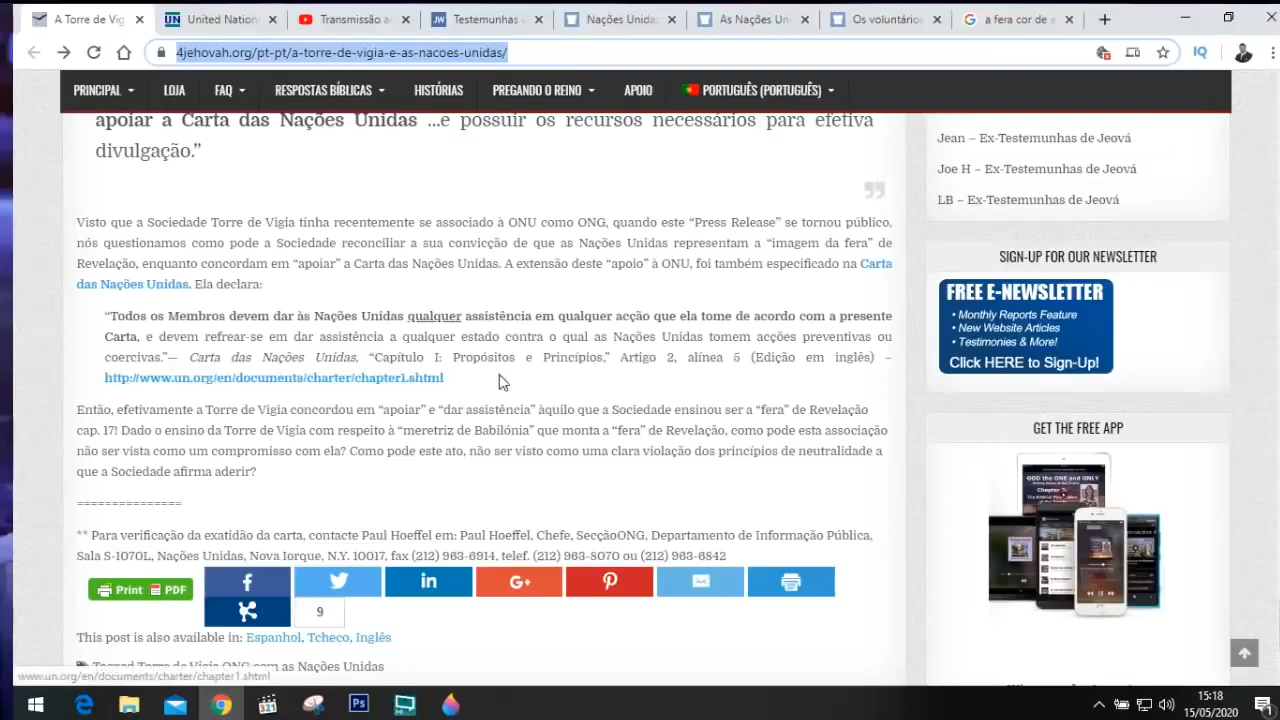 A Torre de Vig
United Nation
Transmissão a
Testemunhas
Nações Unidas
As Nações Un
Os voluntário
a fera cor de
4jehovah.org/pt-pt/a-torre-de-vigia-e-as-nacoes-unidas/
IQ
PRINCIPAL LOJA FAQ RESPOSTAS BÍBLICAS HISTÓRIAS PREGANDO O REINO APOIO PORTUGUÊS (PORTUGUÊS)
apoiar a Carta das Nações Unidas ...e possuir os recursos necessários para efetiva
divulgação.”
Visto que a Sociedade Torre de Vigia tinha recentemente se associado à ONU como ONG, quando este “Press Release” se tornou público,
nós questionamos como pode a Sociedade reconciliar a sua convicção de que as Nações Unidas representam a “imagem da fera” de
Revelação, enquanto concordam em “apoiar” a Carta das Nações Unidas. A extensão deste “apoio” à ONU, foi também especificado na Carta
das Nações Unidas. Ela declara:
“Todos os Membros devem dar às Nações Unidas qualquer assistência em qualquer acção que ela tome de acordo com a presente
Carta, e devem refrear-se em dar assistência a qualquer estado contra o qual as Nações Unidas tomem acções preventivas ou
coercivas.”— Carta das Nações Unidas, “Capítulo I: Propósitos e Princípios,” Artigo 2, alínea 5 (Edição em inglês) –
http://www.un.org/en/documents/charter/chapter1.shtml
Então, efetivamente a Torre de Vigia concordou em “apoiar” e “dar assistência” àquilo que a Sociedade ensinou ser a “fera” de Revelação
cap. 17! Dado o ensino da Torre de Vigia com respeito à “meretriz de Babilónia” que monta a “fera” de Revelação, como pode esta associação
não ser vista como um compromisso com ela? Como pode este ato, não ser visto como uma clara violação dos princípios de neutralidade a
que a Sociedade afirma aderir?
===============
** Para verificação da exatidão da carta, contacte Paul Hoeffel em: Paul Hoeffel, Chefe, SecçãoONG, Departamento de Informação Pública,
Sala S-1070L, Nações Unidas, Nova Iorque, N.Y. 10017, fax (212) 963-6914, telef. (212) 963-8070 ou (212) 963-6842
Print PDF
9
This post is also available in: Espanhol, Tcheco, Inglês
Tagged Torre de Vigia ONG com as Nações Unidas
www.un.org/en/documents/charter/chapter1.shtml
Jean – Ex-Testemunhas de Jeová
Joe H – Ex-Testemunhas de Jeová
LB – Ex-Testemunhas de Jeová
SIGN-UP FOR OUR NEWSLETTER
FREE E-NEWSLETTER
• Monthly Reports Feature
• New Website Articles
• Testimonies & More!
Click HERE to Sign-Up!
GET THE FREE APP
GOD the ONE and ONLY
15:18
15/05/2020